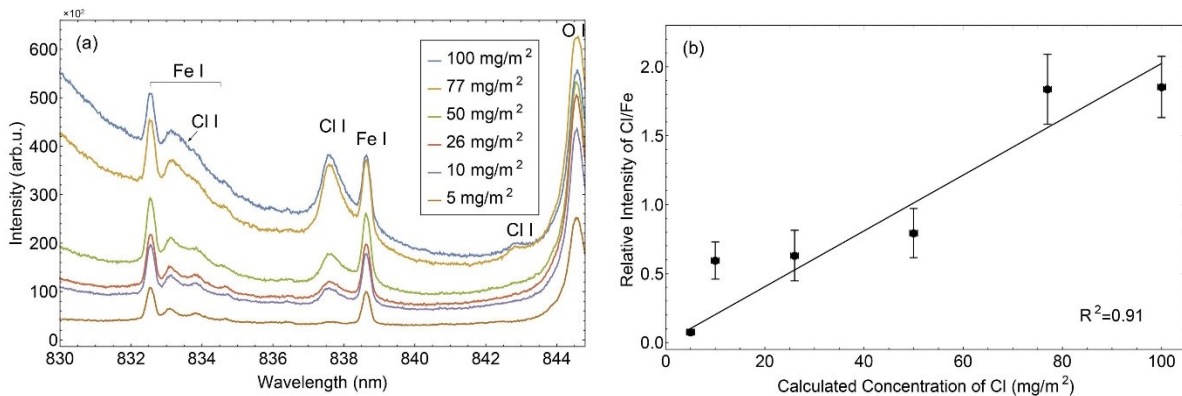 ×10²
(a)
Fe I
Cl I
Cl I
Fe I
Cl I
O I
100 mg/m²
77 mg/m²
50 mg/m²
26 mg/m²
10 mg/m²
5 mg/m²
600
500
400
300
200
100
0
Intensity (arb.u.)
830 832 834 836 838 840 842 844
Wavelength (nm)
(b)
2.0
1.5
1.0
0.5
0.0
Relative Intensity of Cl/Fe
R²=0.91
0 20 40 60 80 100
Calculated Concentration of Cl (mg/m²)